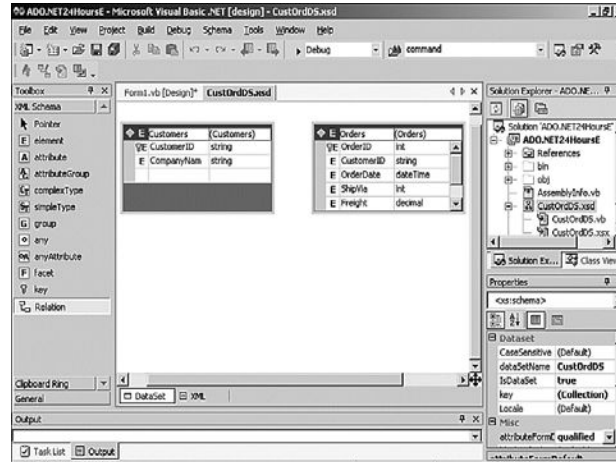 ADO.NET24HoursE - Microsoft Visual Basic .NET [design] - CustOrdDS.xsd
File Edit View Project Build Debug Schema Tools Window Help
Debug command
Toolbox
XML Schema
Pointer
E element
A attribute
attributeGroup
complexType
simpleType
G group
any
anyAttribute
F facet
key
Relation
Clipboard Ring
General
Form1.vb [Design]* CustOrdDS.xsd
E Customers (Customers)
E CustomerID string
E CompanyNam string
E Orders (Orders)
E OrderID int
E CustomerID string
E OrderDate dateTime
E ShipVia int
E Freight decimal
DataSet XML
Solution Explorer - ADO.NE...
Solution 'ADO.NET24HoursE
ADO.NET24HoursE
References
bin
obj
AssemblyInfo.vb
CustOrdDS.xsd
CustOrdDS.vb
CustOrdDS.xsx
Solution Ex... Class View
Properties
<xs:schema>
Dataset
CaseSensitive (Default)
dataSetName CustOrdDS
IsDataSet true
key (Collection)
Locale (Default)
Misc
attributeFormD qualified
attributeFormDefault
Output
Task List Output